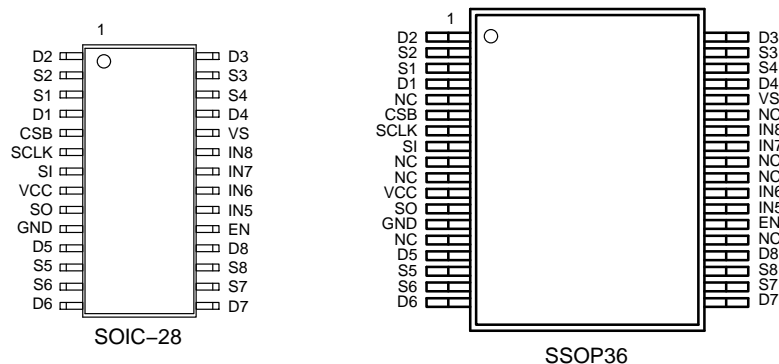 1
D2 D3
S2 S3
S1 S4
D1 D4
CSB VS
SCLK IN8
SI IN7
VCC IN6
SO IN5
GND EN
D5 D8
S5 S8
S6 S7
D6 D7
SOIC–28
1
D2 D3
S2 S3
S1 S4
D1 D4
NC VS
CSB NC
SCLK IN8
SI IN7
NC NC
NC NC
VCC IN6
SO IN5
GND EN
NC NC
D5 D8
S5 S8
S6 S7
D6 D7
SSOP36